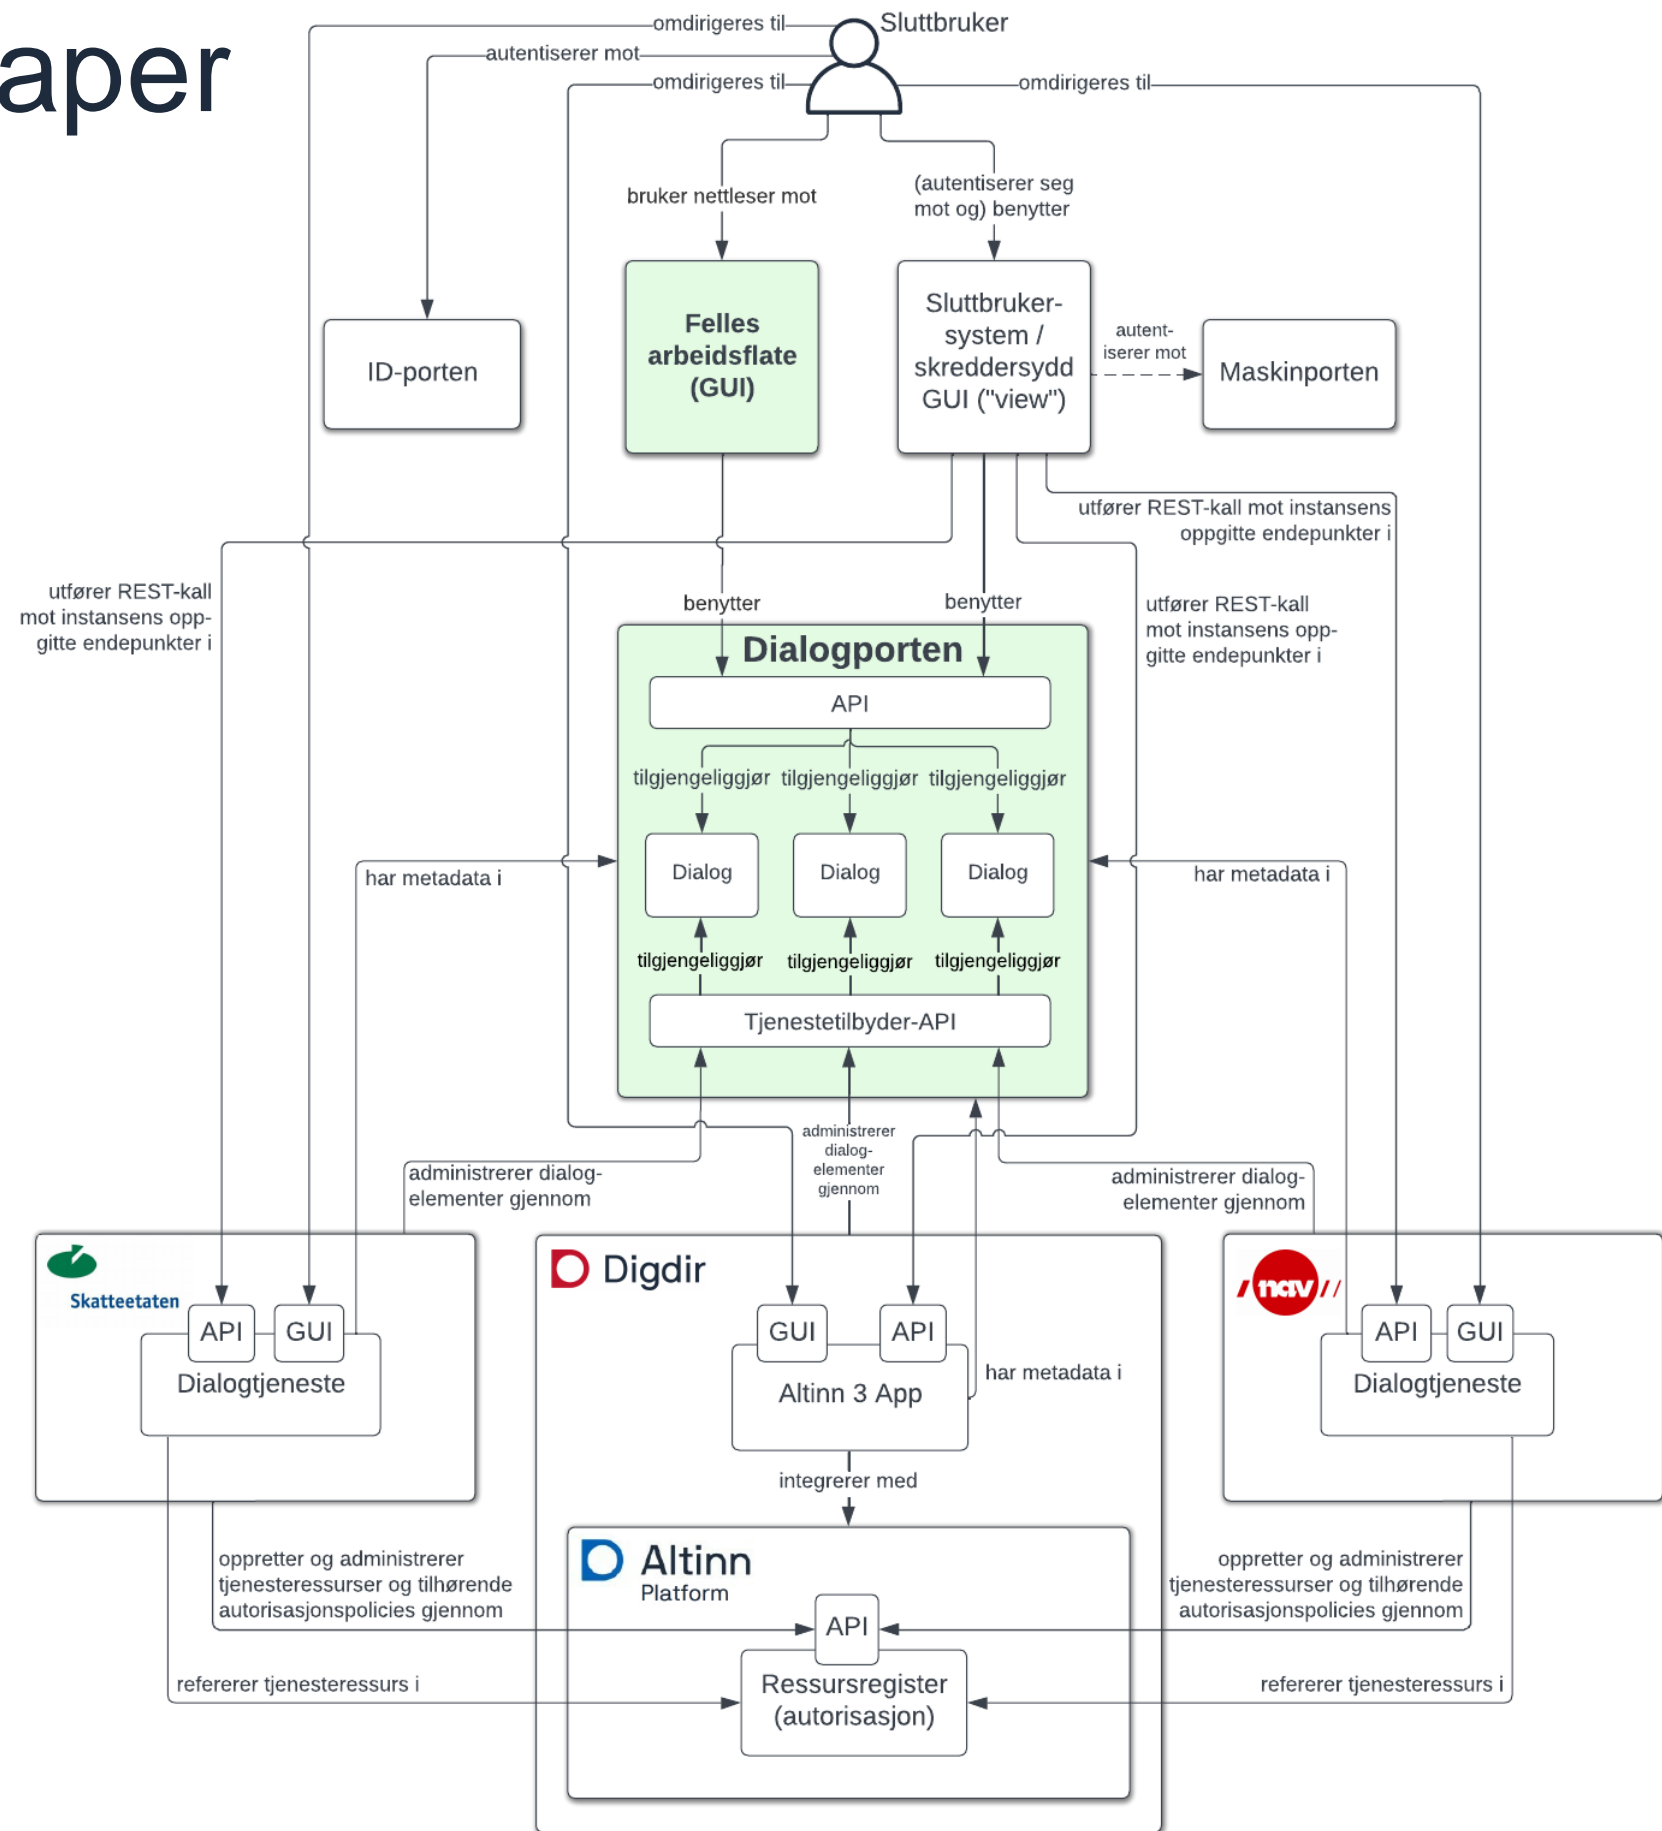 aper
omdirigeres til
Sluttbruker
autentiserer mot
omdirigeres til
omdirigeres til
bruker nettleser mot
(autentiserer seg
mot og) benytter
ID-porten
Felles
arbeidsflate
(GUI)
Sluttbruker-
system /
skreddersydd
GUI ("view")
autent-
iserer mot
Maskinporten
utfører REST-kall mot instansens
oppgitte endepunkter i
utfører REST-kall
mot instansens opp-
gitte endepunkter i
benytter
benytter
utfører REST-kall
mot instansens opp-
gitte endepunkter i
Dialogporten
API
tilgjengeliggjør
tilgjengeliggjør
tilgjengeliggjør
Dialog
Dialog
Dialog
har metadata i
har metadata i
tilgjengeliggjør
tilgjengeliggjør
tilgjengeliggjør
Tjenestetilbyder-API
administrerer dialog-
elementer gjennom
administrerer
dialog-
elementer
gjennom
administrerer dialog-
elementer gjennom
Skatteetaten
API
GUI
Dialogtjeneste
Digdir
GUI
API
Altinn 3 App
har metadata i
nav
API
GUI
Dialogtjeneste
integrerer med
oppretter og administrerer
tjenesteressurser og tilhørende
autorisasjonspolicies gjennom
Altinn
Platform
API
Ressursregister
(autorisasjon)
oppretter og administrerer
tjenesteressurser og tilhørende
autorisasjonspolicies gjennom
refererer tjenesteressurs i
refererer tjenesteressurs i